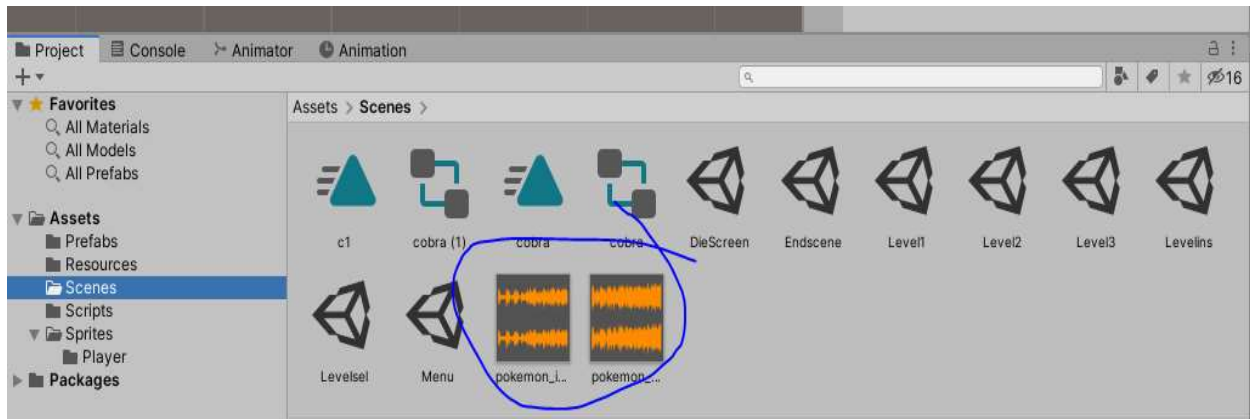 Project Console Animator Animation
16
Favorites
All Materials
All Models
All Prefabs
Assets
Prefabs
Resources
Scenes
Scripts
Sprites
Player
Packages
Assets > Scenes >
c1 cobra (1) cobra cobra DieScreen Endscene Level1 Level2 Level3 Levelins
Levelsel Menu pokemon_i... pokemon_...